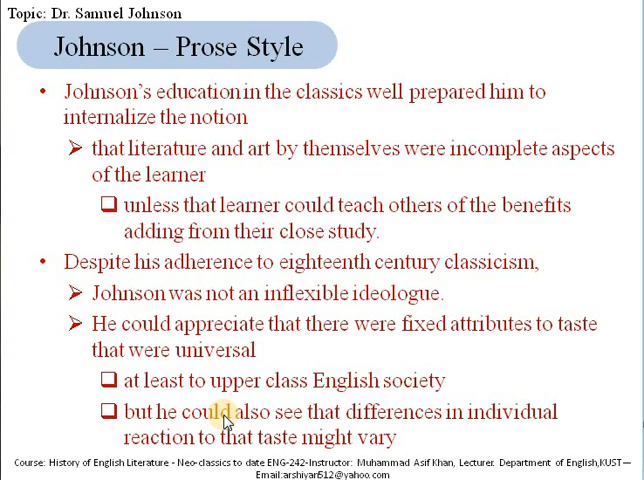 Topic: Dr. Samuel Johnson
Johnson – Prose Style
• Johnson's education in the classics well prepared him to
internalize the notion
➢ that literature and art by themselves were incomplete aspects
of the learner
❑ unless that learner could teach others of the benefits
adding from their close study.
• Despite his adherence to eighteenth century classicism,
➢ Johnson was not an inflexible ideologue.
➢ He could appreciate that there were fixed attributes to taste
that were universal
❑ at least to upper class English society
❑ but he could also see that differences in individual
reaction to that taste might vary
Course: History of English Literature - Neo-classics to date ENG-242-Instructor: Muhammad Asif Khan, Lecturer. Department of English,KUST—
Email:arshiyan512@yahoo.com